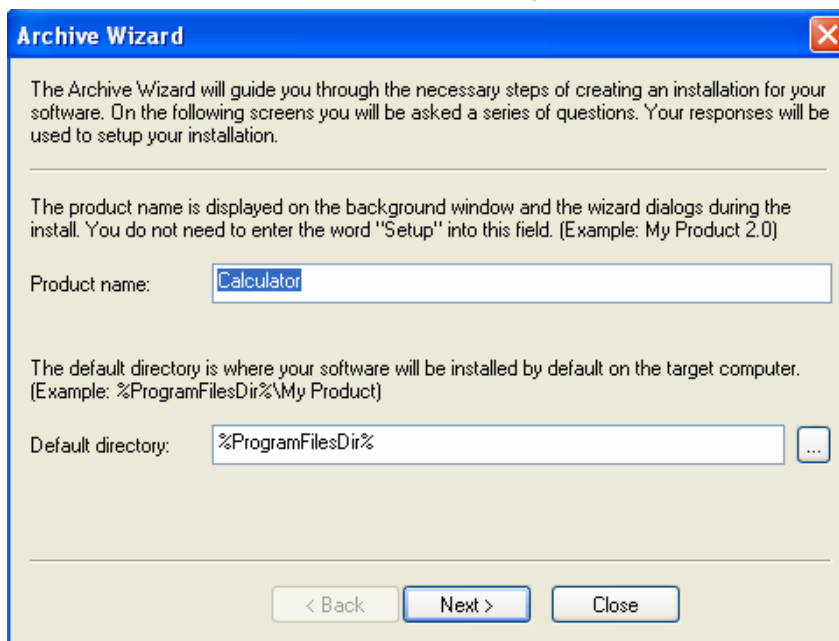 Archive Wizard
The Archive Wizard will guide you through the necessary steps of creating an installation for your
software. On the following screens you will be asked a series of questions. Your responses will be
used to setup your installation.
The product name is displayed on the background window and the wizard dialogs during the
install. You do not need to enter the word "Setup" into this field. (Example: My Product 2.0)
Product name: Calculator
The default directory is where your software will be installed by default on the target computer.
(Example: %ProgramFilesDir%\My Product)
Default directory: %ProgramFilesDir% ...
< Back Next > Close